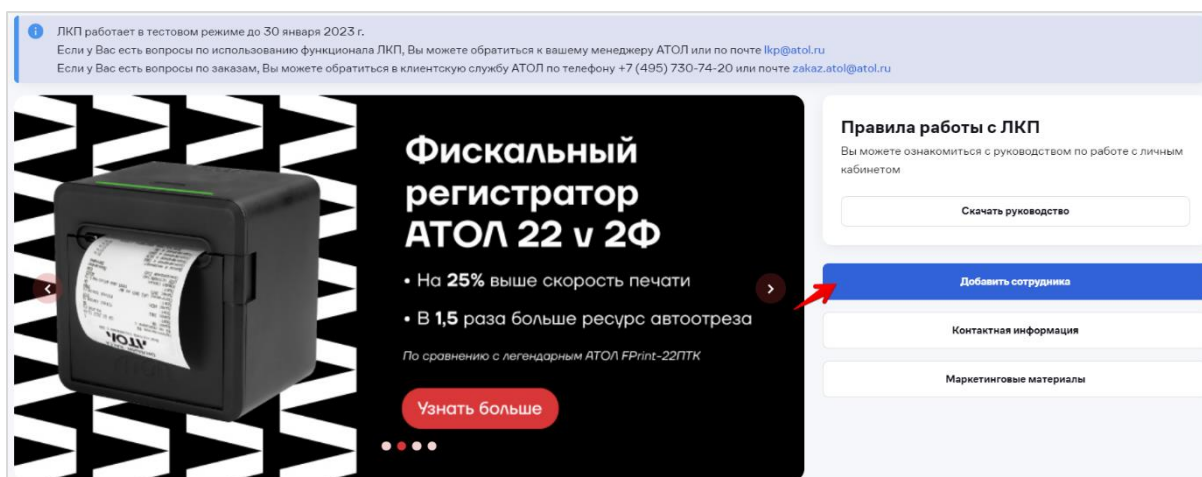 ЛКП работает в тестовом режиме до 30 января 2023 г.
Если у Вас есть вопросы по использованию функционала ЛКП, Вы можете обратиться к вашему менеджеру АТОЛ или по почте lkp@atol.ru
Если у Вас есть вопросы по заказам, Вы можете обратиться в клиентскую службу АТОЛ по телефону +7 (495) 730-74-20 или почте zakaz.atol@atol.ru
Фискальный
регистратор
АТОЛ 22 v 2Ф
• На 25% выше скорость печати
• В 1,5 раза больше ресурс автоотреза
По сравнению с легендарным АТОЛ FPrint-22ПТК
Узнать больше
АТОЛ
Правила работы с ЛКП
Вы можете ознакомиться с руководством по работе с личным
кабинетом
Скачать руководство
Добавить сотрудника
Контактная информация
Маркетинговые материалы